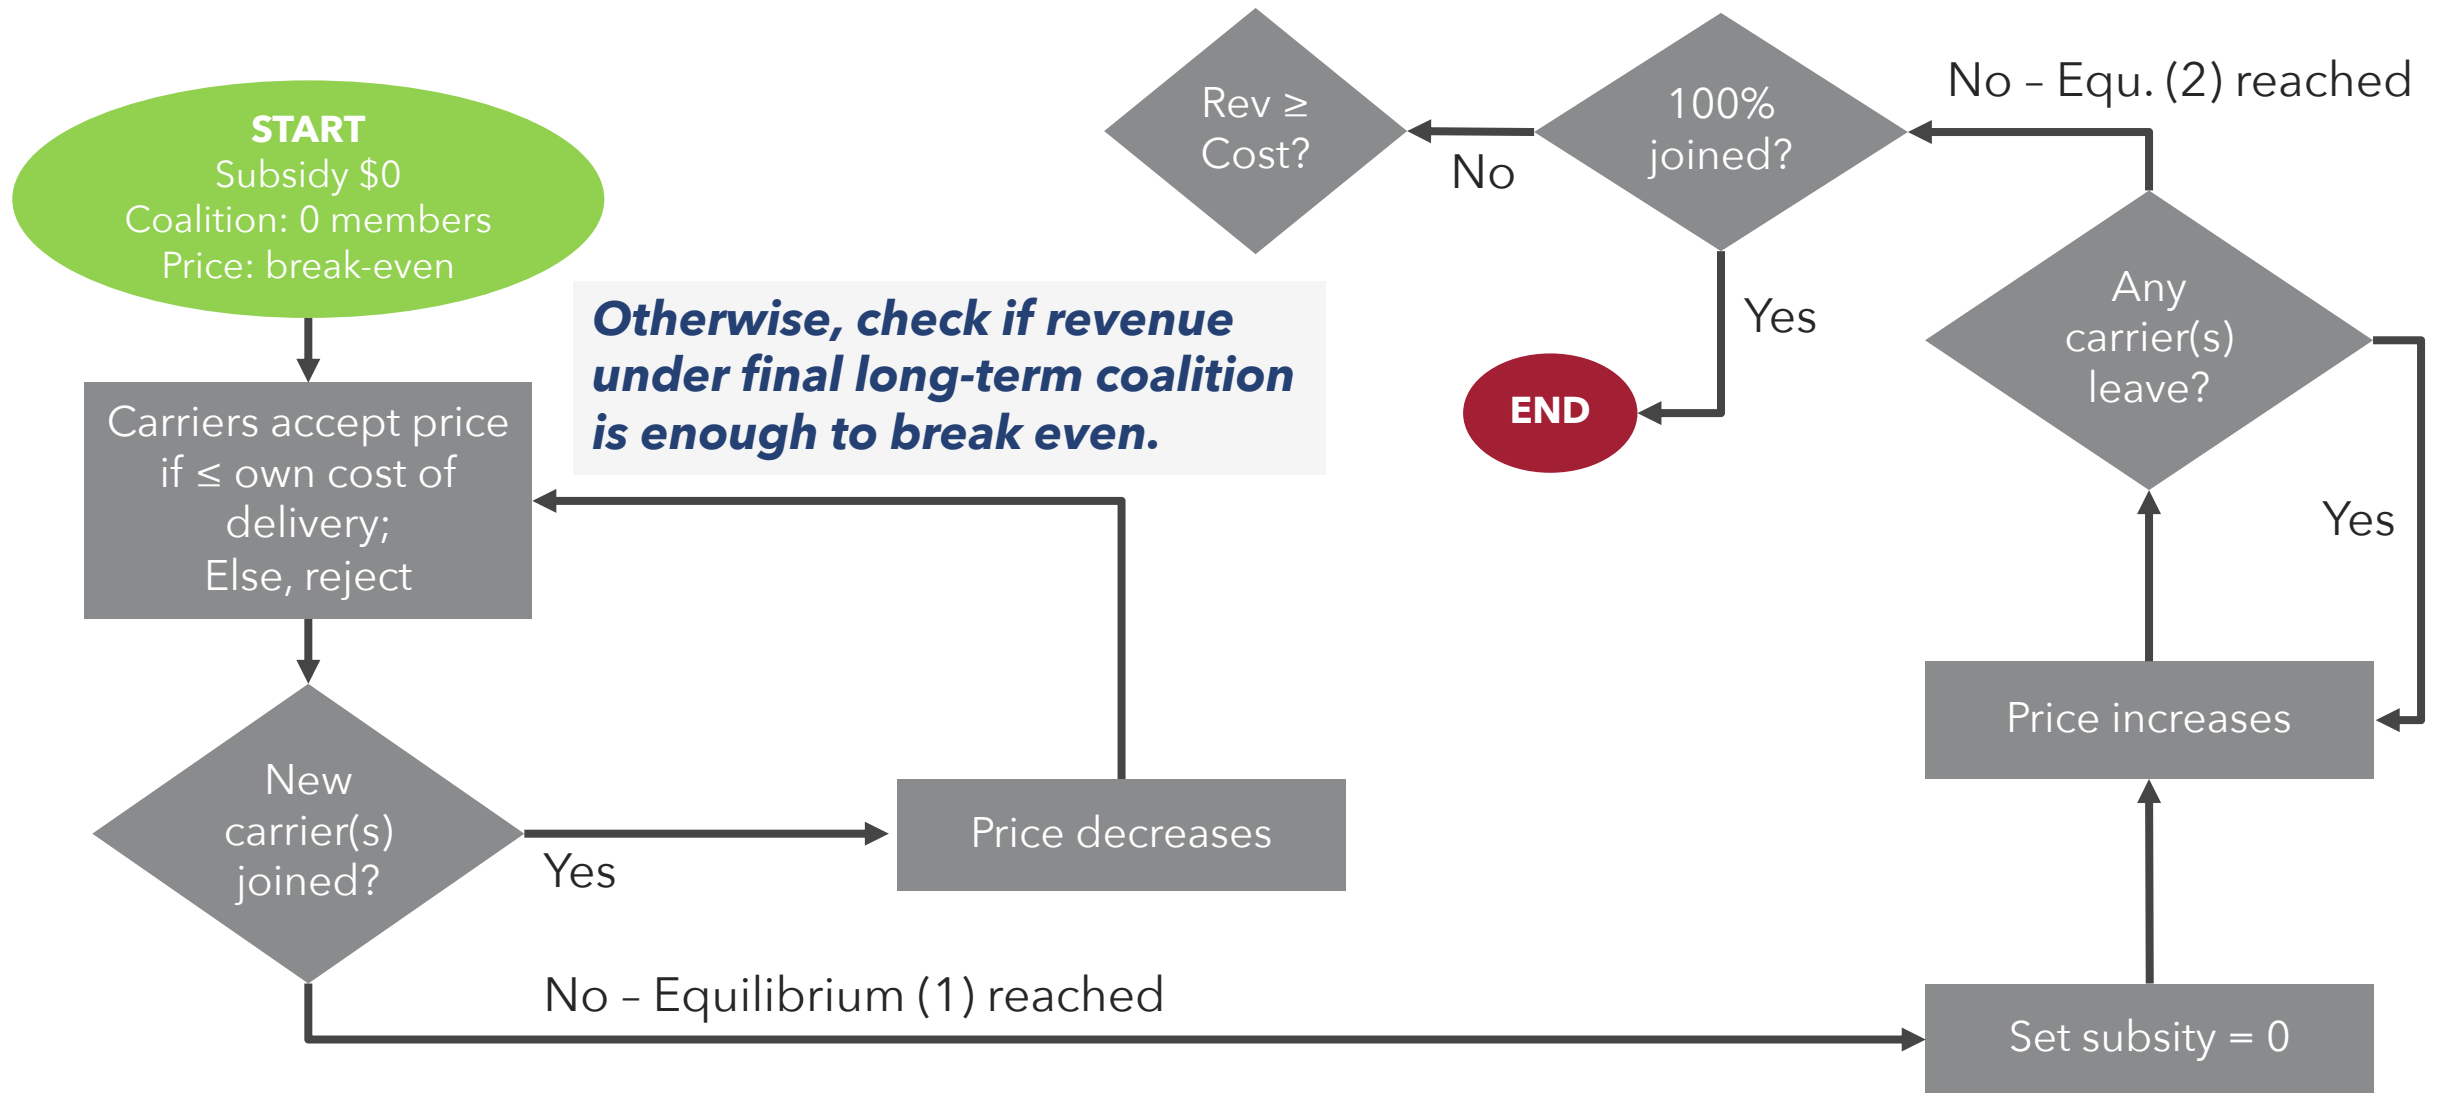 START
Subsidy $0
Coalition: 0 members
Price: break-even
Carriers accept price
if ≤ own cost of
delivery;
Else, reject
New
carrier(s)
joined?
Yes
Price decreases
No – Equilibrium (1) reached
Otherwise, check if revenue
under final long-term coalition
is enough to break even.
Set subsity = 0
Price increases
Any
carrier(s)
leave?
Yes
No – Equ. (2) reached
100%
joined?
Yes
END
No
Rev ≥
Cost?